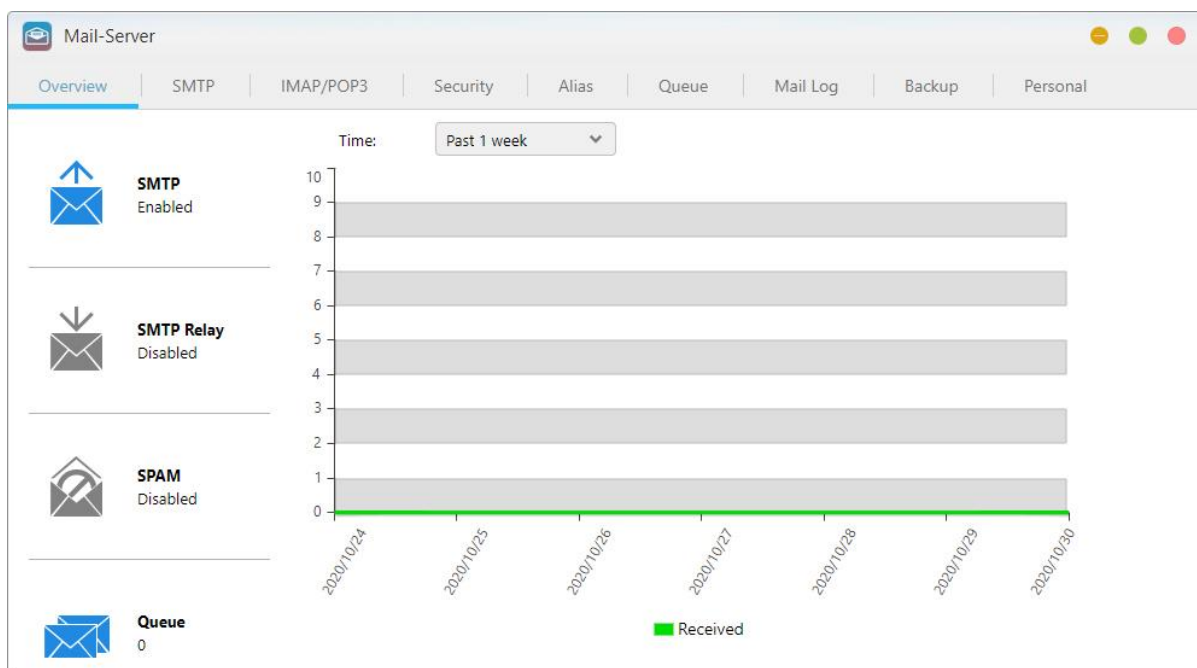 Mail-Server
Overview SMTP IMAP/POP3 Security Alias Queue Mail Log Backup Personal
Time: Past 1 week
SMTP
Enabled
SMTP Relay
Disabled
SPAM
Disabled
Queue
0
10
9
8
7
6
5
4
3
2
1
0
2020/10/24 2020/10/25 2020/10/26 2020/10/27 2020/10/28 2020/10/29 2020/10/30
Received